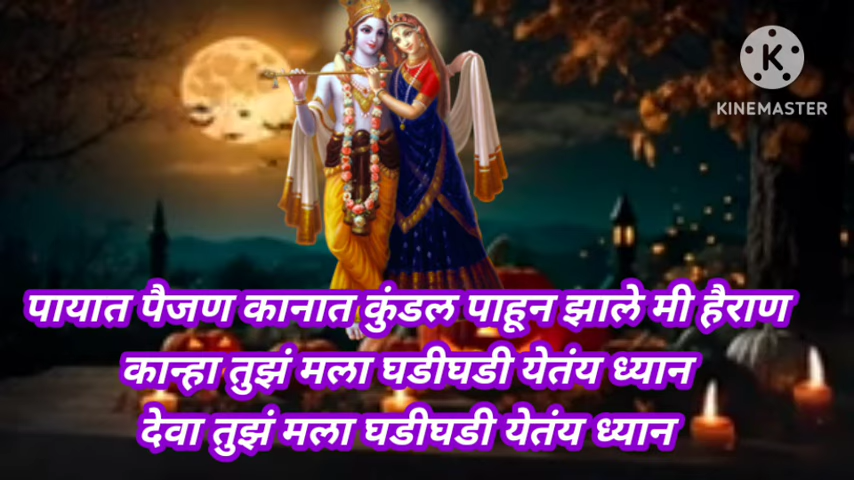 KINEMASTER
पायात पैजण कानात कुंडल पाहून झाले मी हैराण
कान्हा तुझं मला घडीघडी येतंय ध्यान
देवा तुझं मला घडीघडी येतंय ध्यान